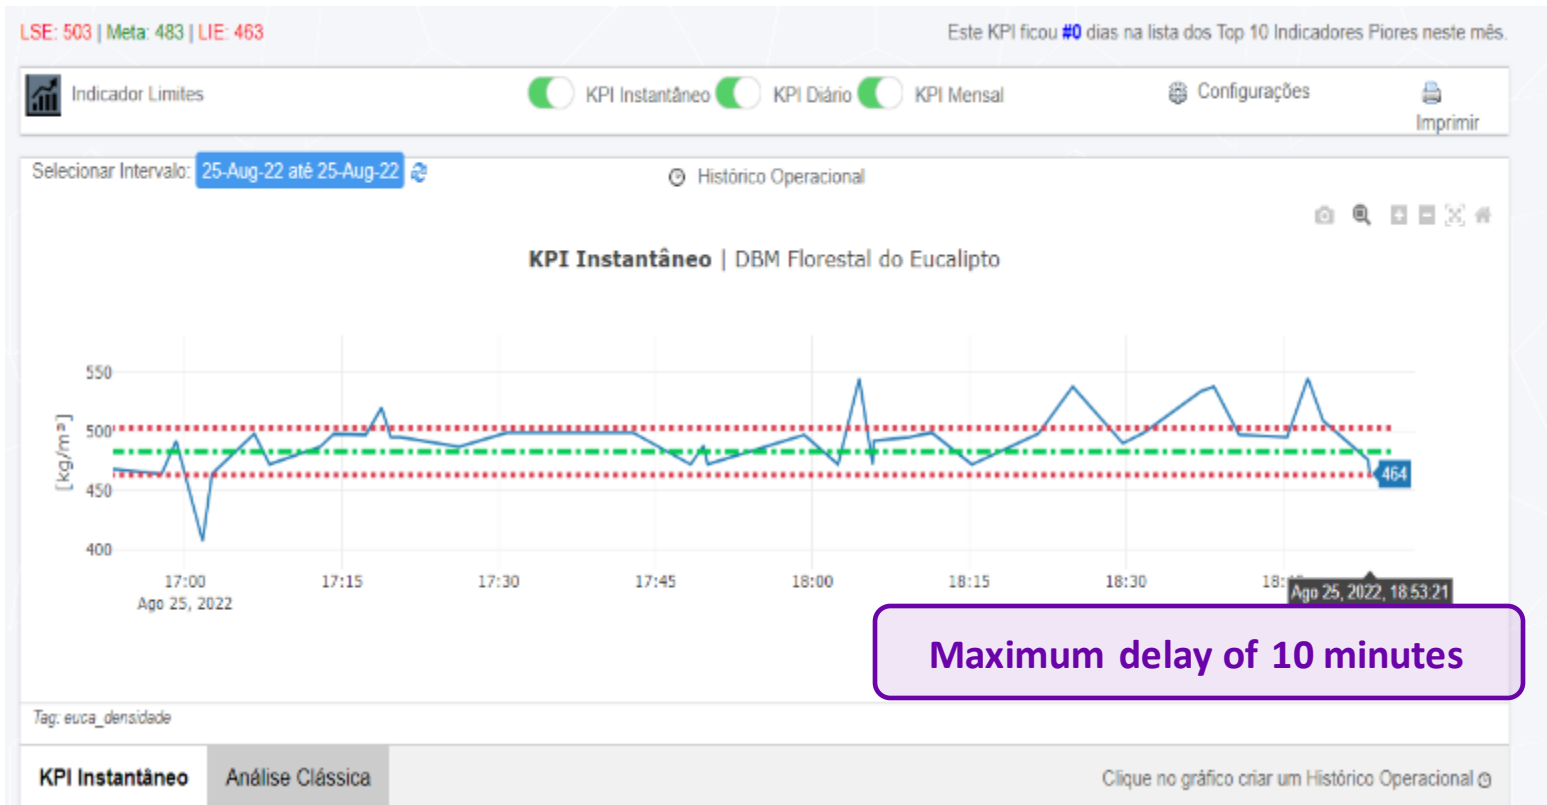 LSE: 503 | Meta: 483 | LIE: 463
Este KPI ficou #0 dias na lista dos Top 10 Indicadores Piores neste mês.
Indicador Limites
KPI Instantâneo
KPI Diário
KPI Mensal
Configurações
Imprimir
Selecionar Intervalo: 25-Aug-22 até 25-Aug-22
Histórico Operacional
KPI Instantâneo | DBM Florestal do Eucalipto
[kg/m³]
550
500
450
400
464
17:00
Ago 25, 2022
17:15
17:30
17:45
18:00
18:15
18:30
Ago 25, 2022, 18:53:21
Maximum delay of 10 minutes
Tag: euca_densidade
KPI Instantâneo
Análise Clássica
Clique no gráfico criar um Histórico Operacional